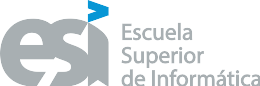 esi
Escuela
Superior
de Informática